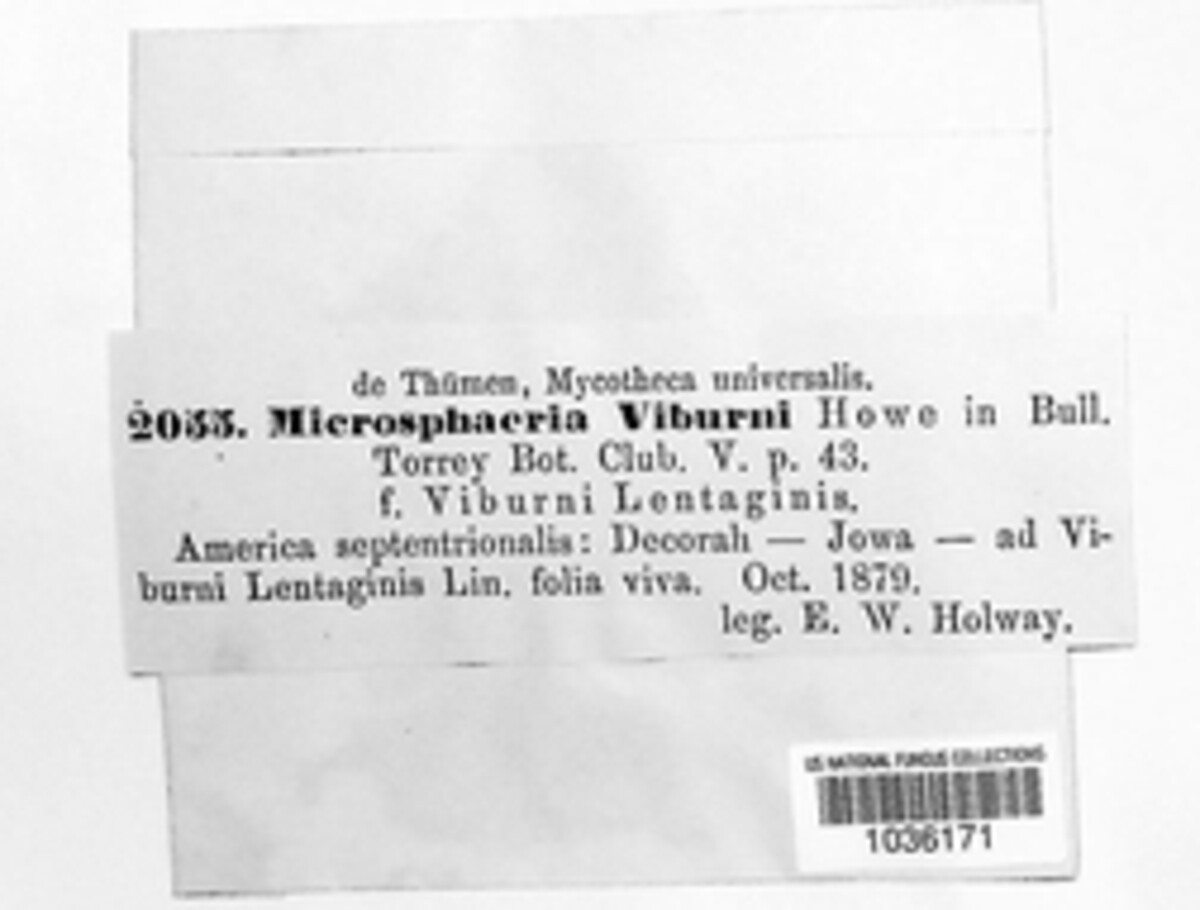 de Thümen, Mycotheca universalis.
2055. Microsphaeria Viburni Howe in Bull.
Torrey Bot. Club. V. p. 43.
f. Viburni Lentaginis.
America septentrionalis: Decorah — Jowa — ad Vi-
burni Lentaginis Lin. folia viva. Oct. 1879.
leg. E. W. Holway.
US NATIONAL FUNGUS COLLECTIONS
1036171